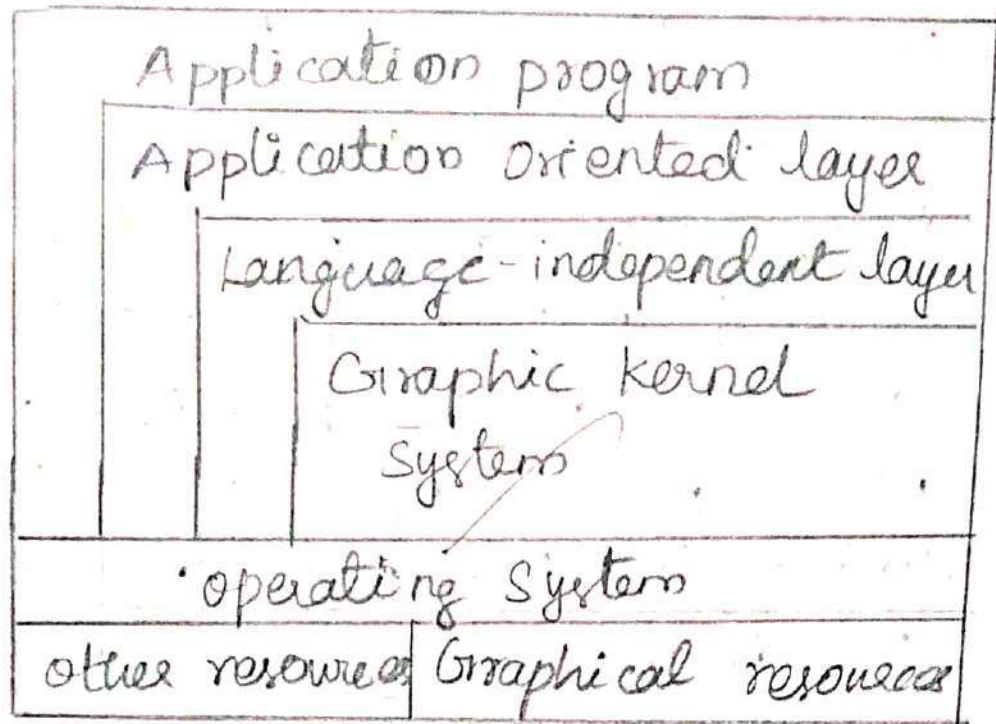 Application program
Application Oriented layer
Language-independent layer
Graphic Kernel
System
Operating System
other resources Graphical resources